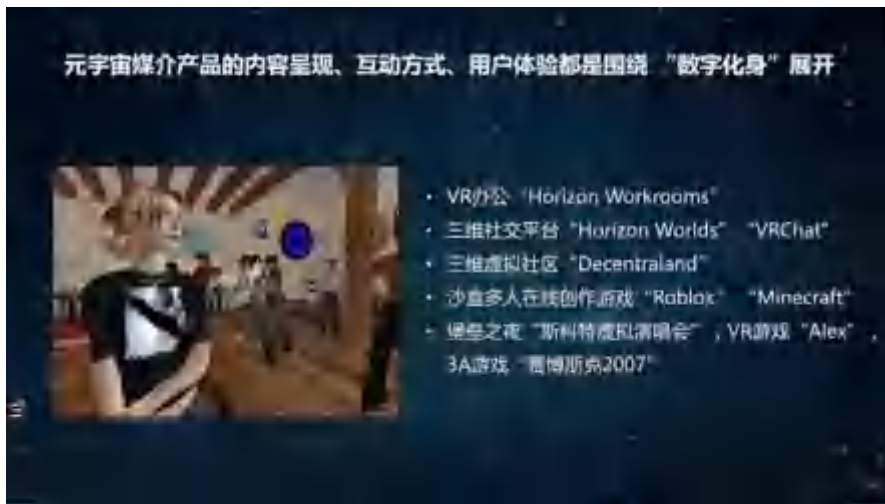 元宇宙媒介产品的内容呈现、互动方式、用户体验都是围绕 “数字化身” 展开
• VR办公 “Horizon Workrooms”
• 三维社交平台 “Horizon Worlds” “VRChat”
• 三维虚拟社区 “Decentraland”
• 沙盒多人在线创作游戏 “Roblox” “Minecraft”
• 堡垒之夜 “斯科特虚拟演唱会” ，VR游戏 “Alex” ，
3A游戏 “赛博朋克2007”